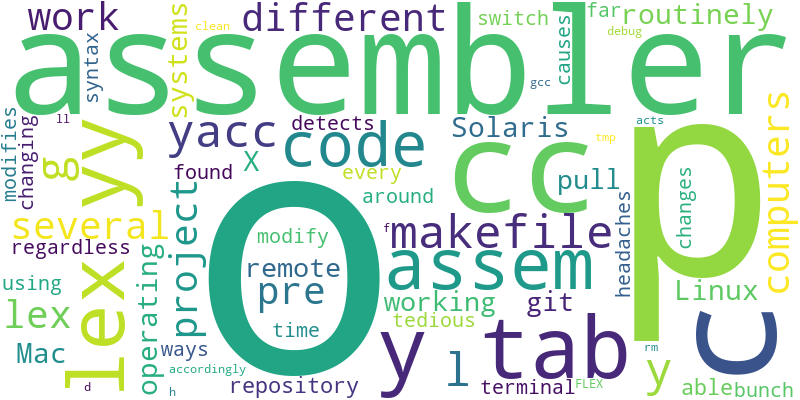 work
different
switch
far
routinely
systems
clean
debug
causes
assembler
syntax
gcc
ll
modifies
changing
g
yy
yacc
detects
code
Solaris
cc
p
tmp
acts
computers
found
X
every
pull
several
project
around
O
modify
makefile
changes
regardless
f
headaches
lex
using
lex
operating
remote
pre
assem
working
git
Linux
c
time
tedious
Mac
ways
y
l
tab
rm
y
accordingly
d
h
repository
terminal
FLEX
able
bunch